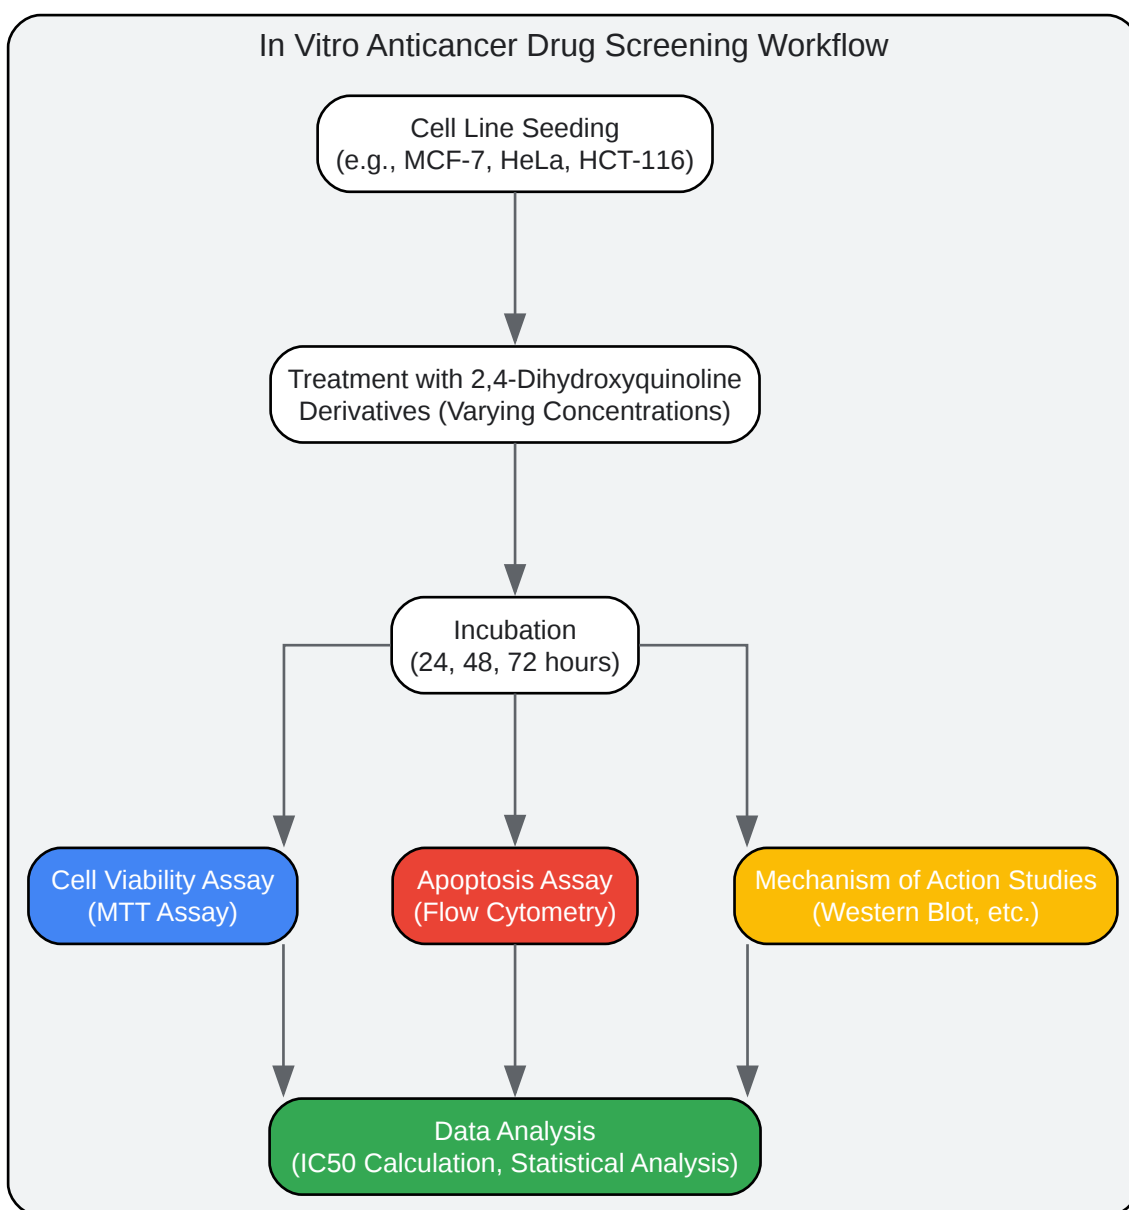 In Vitro Anticancer Drug Screening Workflow
Cell Line Seeding
(e.g., MCF-7, HeLa, HCT-116)
Treatment with 2,4-Dihydroxyquinoline
Derivatives (Varying Concentrations)
Incubation
(24, 48, 72 hours)
Cell Viability Assay
(MTT Assay)
Apoptosis Assay
(Flow Cytometry)
Mechanism of Action Studies
(Western Blot, etc.)
Data Analysis
(IC50 Calculation, Statistical Analysis)